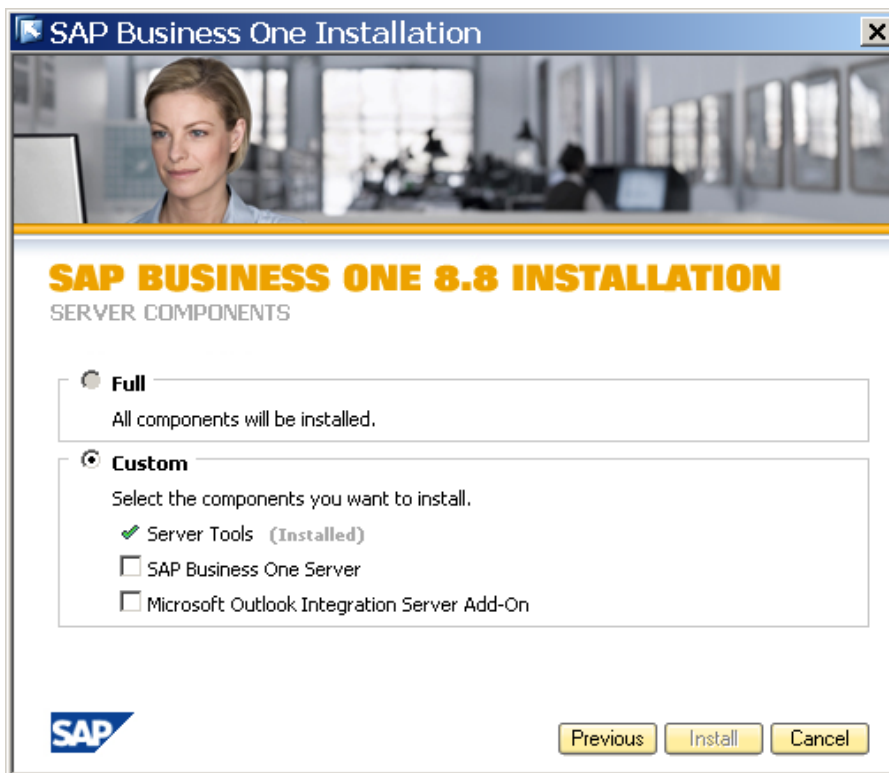 SAP Business One Installation
SAP BUSINESS ONE 8.8 INSTALLATION
SERVER COMPONENTS
Full
All components will be installed.
Custom
Select the components you want to install.
Server Tools (Installed)
SAP Business One Server
Microsoft Outlook Integration Server Add-On
SAP
Previous Install Cancel